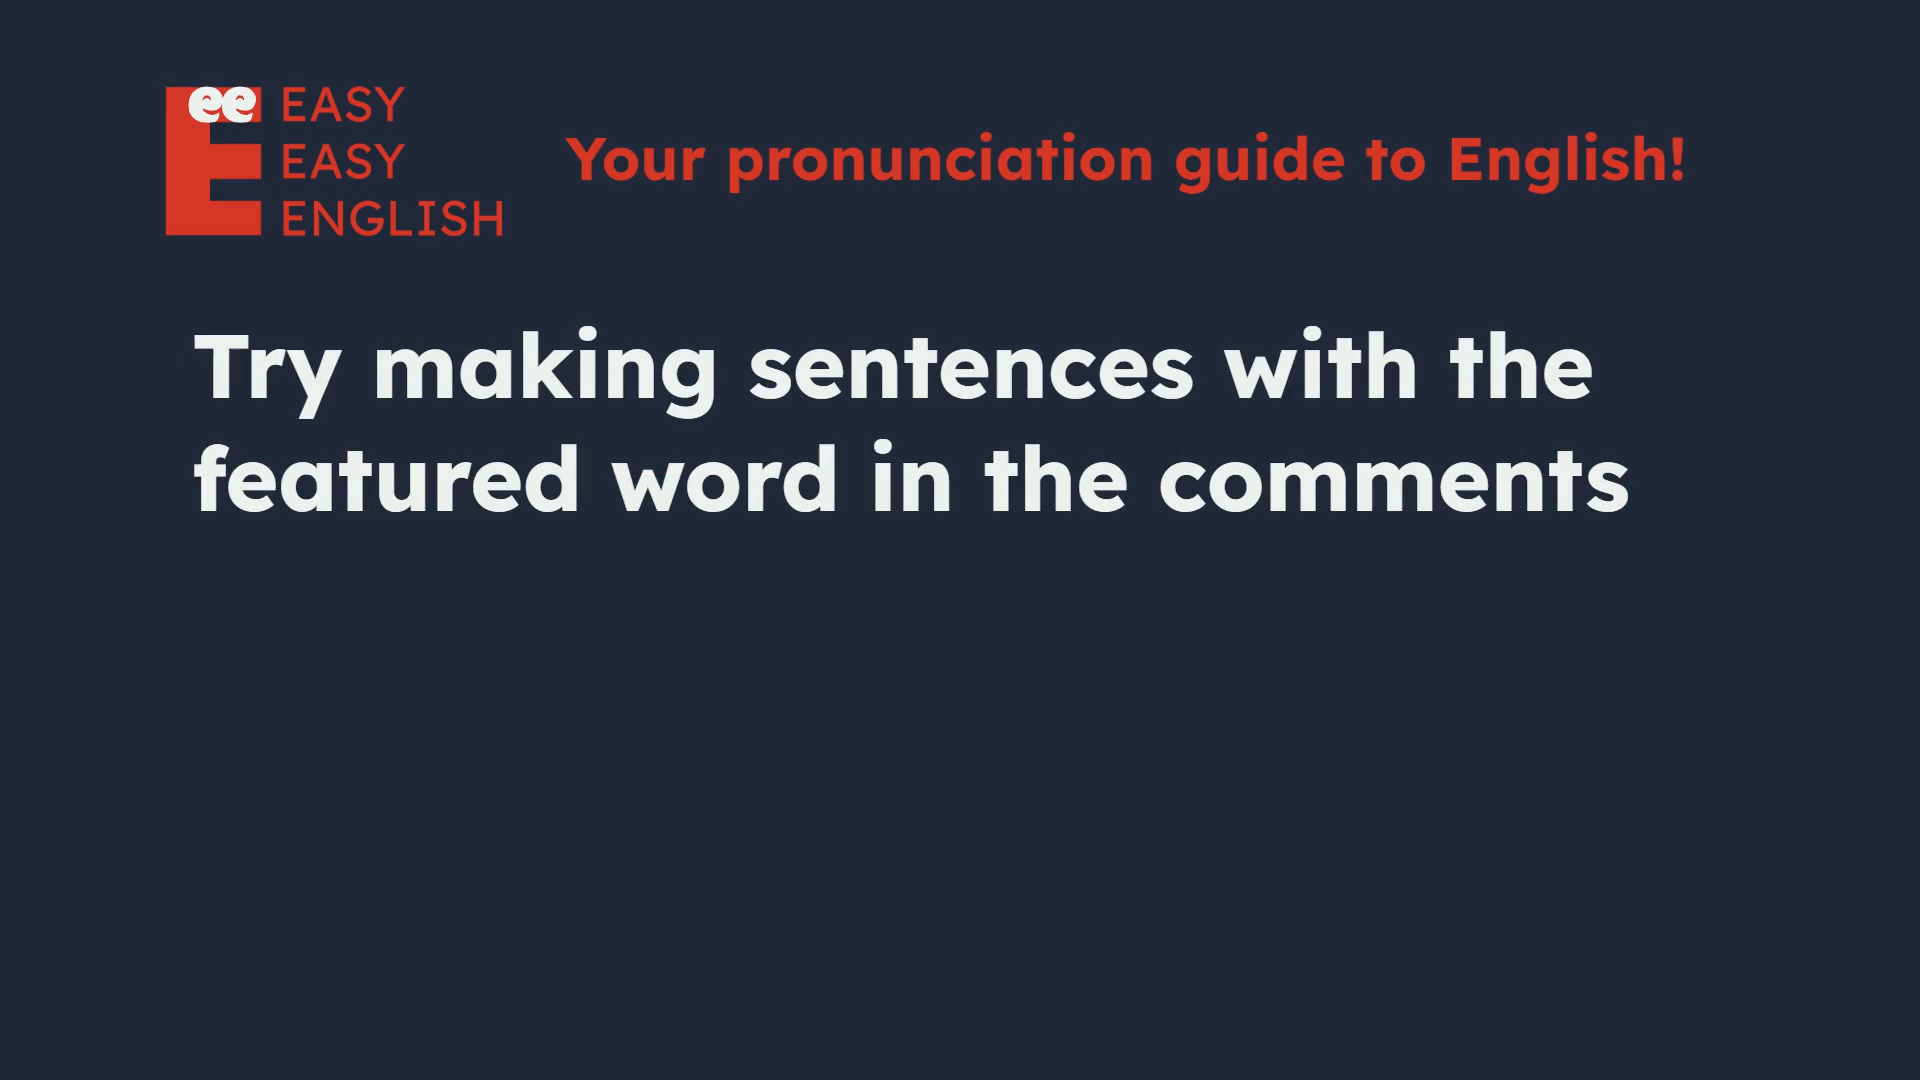 ee
EASY
EASY
ENGLISH
Your pronunciation guide to English!
Try making sentences with the
featured word in the comments